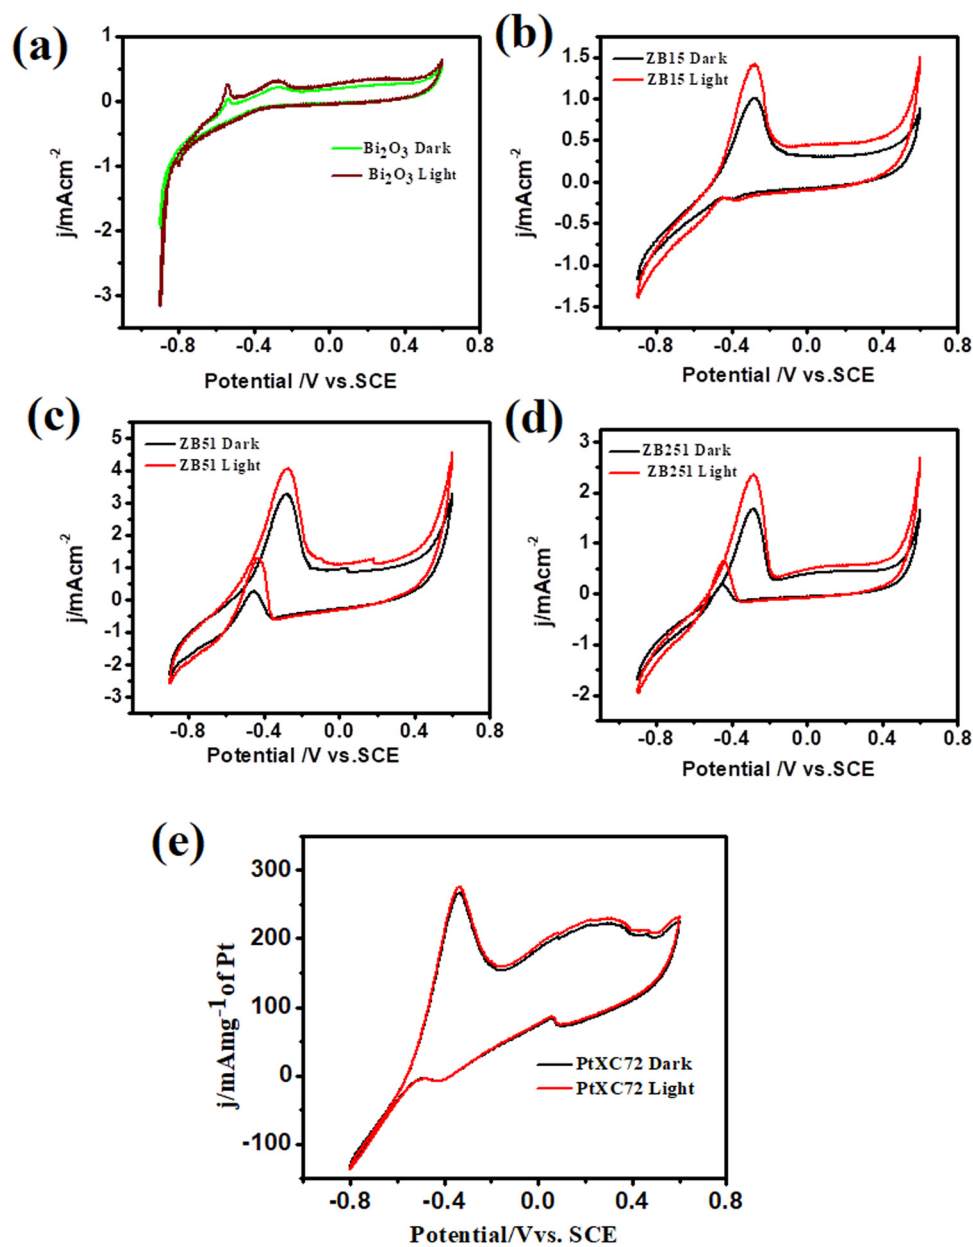 (a)
1
0
-1
-2
-3
j/mAcm-2
Bi2O3 Dark
Bi2O3 Light
-0.8 -0.4 0.0 0.4 0.8
Potential /V vs.SCE
(b)
1.5
1.0
0.5
0.0
-0.5
-1.0
-1.5
j/mAcm-2
ZB15 Dark
ZB15 Light
-0.8 -0.4 0.0 0.4 0.8
Potential /V vs.SCE
(c)
5
4
3
2
1
0
-1
-2
-3
j/mAcm-2
ZB51 Dark
ZB51 Light
-0.8 -0.4 0.0 0.4 0.8
Potential /V vs.SCE
(d)
3
2
1
0
-1
-2
j/mAcm-2
ZB251 Dark
ZB251 Light
-0.8 -0.4 0.0 0.4 0.8
Potential /V vs.SCE
(e)
300
200
100
0
-100
j/mAmg-1of Pt
PtXC72 Dark
PtXC72 Light
-0.8 -0.4 0.0 0.4 0.8
Potential/Vvs. SCE